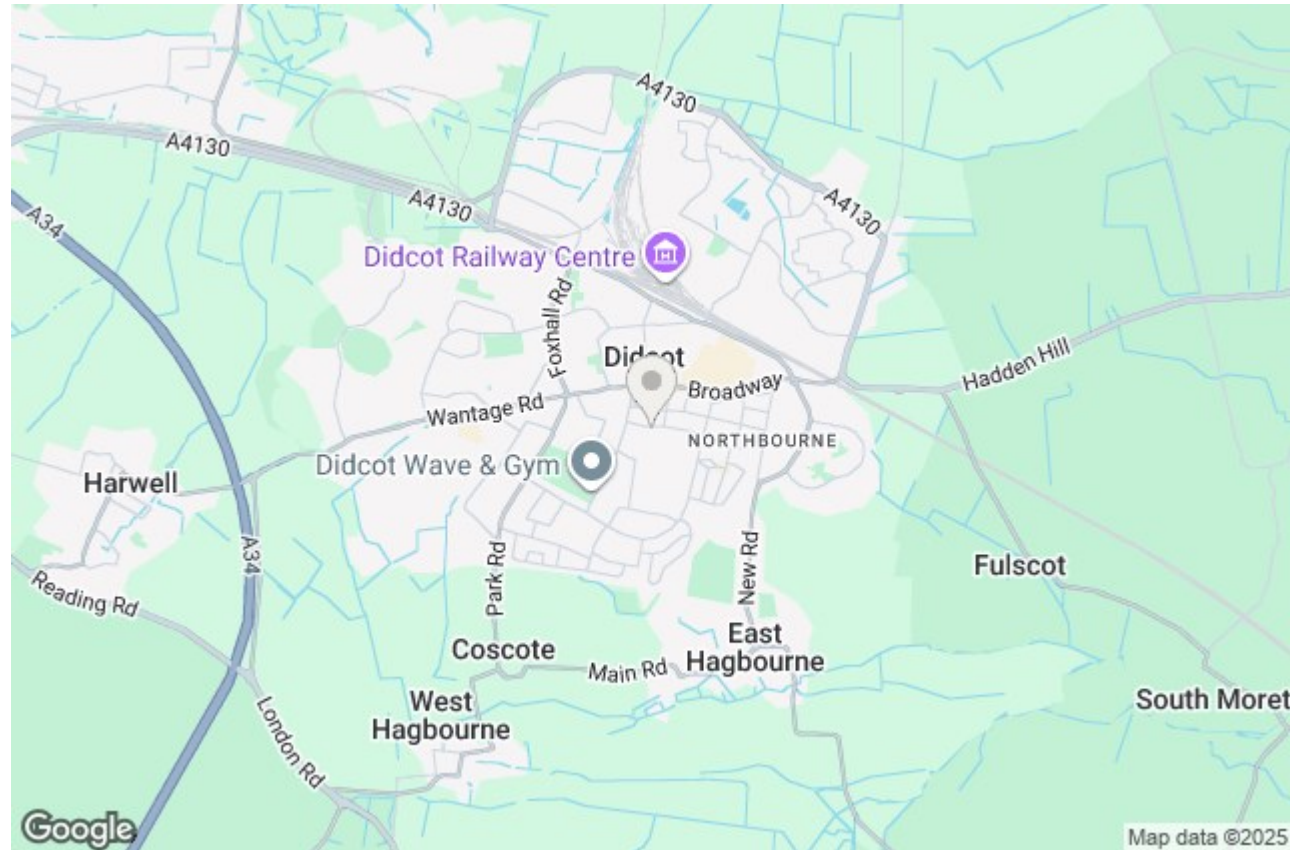 A4130
A4130
A4130
A34
A4130
Didcot Railway Centre
Foxhall Rd
Didcot
Hadden Hill
Broadway
Wantage Rd
NORTHBOURNE
Didcot Wave & Gym
Harwell
A34
New Rd
Fulscot
Reading Rd
Park Rd
East
Hagbourne
Coscote
Main Rd
West
Hagbourne
South Moret
London Rd
Google
Map data ©2025